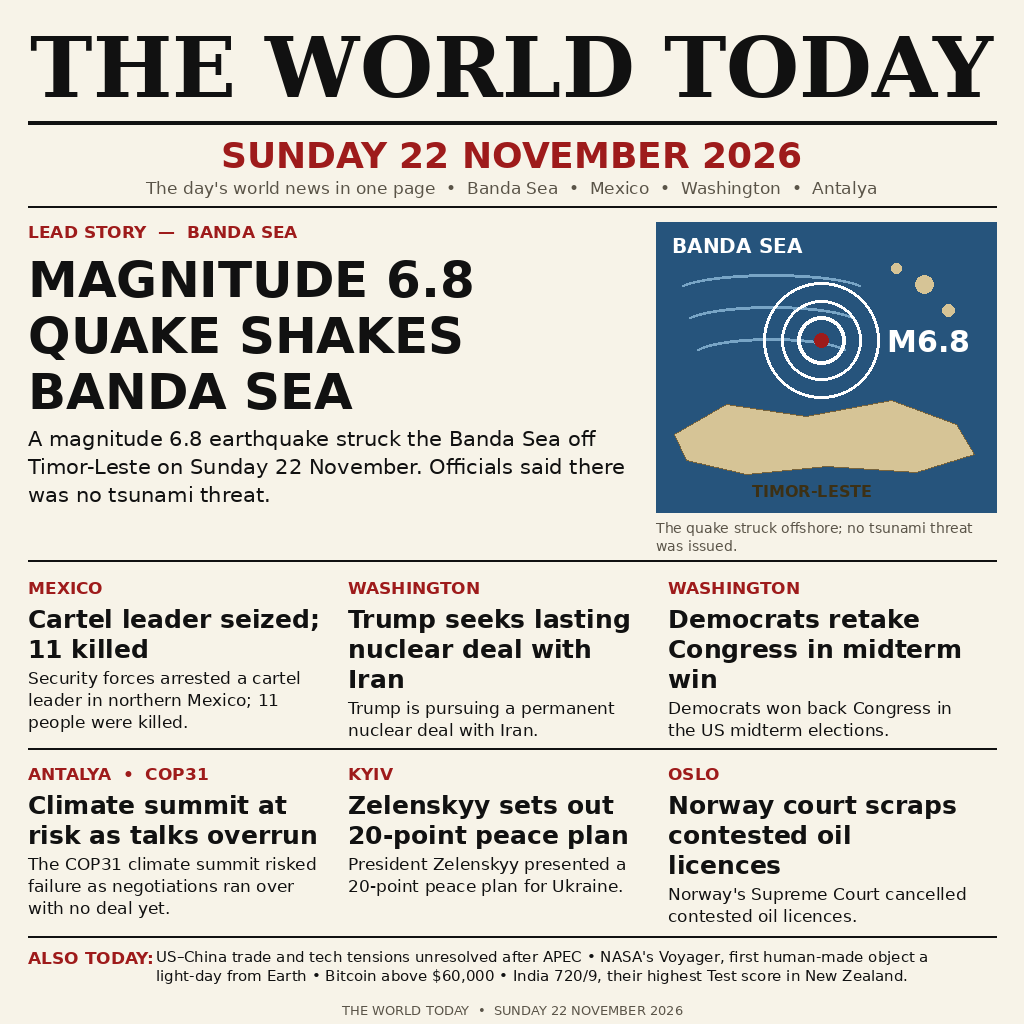 THE WORLD TODAY
SUNDAY 22 NOVEMBER 2026
The day's world news in one page • Banda Sea • Mexico • Washington • Antalya
LEAD STORY — BANDA SEA
MAGNITUDE 6.8
QUAKE SHAKES
BANDA SEA
A magnitude 6.8 earthquake struck the Banda Sea off
Timor-Leste on Sunday 22 November. Officials said there
was no tsunami threat.
BANDA SEA
M6.8
TIMOR-LESTE
The quake struck offshore; no tsunami threat
was issued.
MEXICO
Cartel leader seized;
11 killed
Security forces arrested a cartel
leader in northern Mexico; 11
people were killed.
WASHINGTON
Trump seeks lasting
nuclear deal with
Iran
Trump is pursuing a permanent
nuclear deal with Iran.
WASHINGTON
Democrats retake
Congress in midterm
win
Democrats won back Congress in
the US midterm elections.
ANTALYA • COP31
Climate summit at
risk as talks overrun
The COP31 climate summit risked
failure as negotiations ran over
with no deal yet.
KYIV
Zelenskyy sets out
20-point peace plan
President Zelenskyy presented a
20-point peace plan for Ukraine.
OSLO
Norway court scraps
contested oil
licences
Norway's Supreme Court cancelled
contested oil licences.
ALSO TODAY: US–China trade and tech tensions unresolved after APEC • NASA's Voyager, first human-made object a
light-day from Earth • Bitcoin above $60,000 • India 720/9, their highest Test score in New Zealand.
THE WORLD TODAY • SUNDAY 22 NOVEMBER 2026